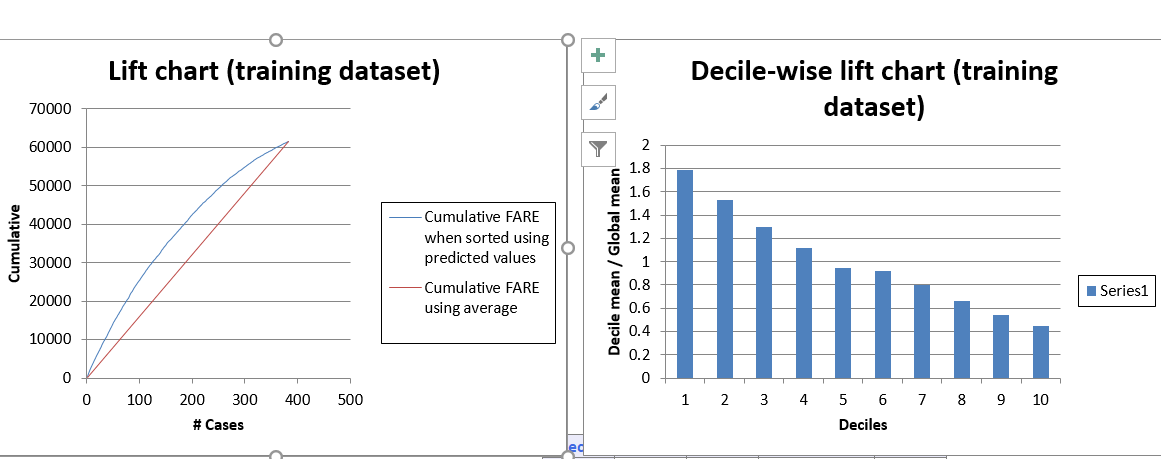 Lift chart (training dataset)
70000
60000
50000
40000
30000
20000
10000
0
Cumulative
0 100 200 300 400 500
# Cases
Cumulative FARE
when sorted using
predicted values
Cumulative FARE
using average
Decile-wise lift chart (training
dataset)
2
1.8
1.6
1.4
1.2
1
0.8
0.6
0.4
0.2
0
Decile mean / Global mean
1 2 3 4 5 6 7 8 9 10
Deciles
Series1
ec